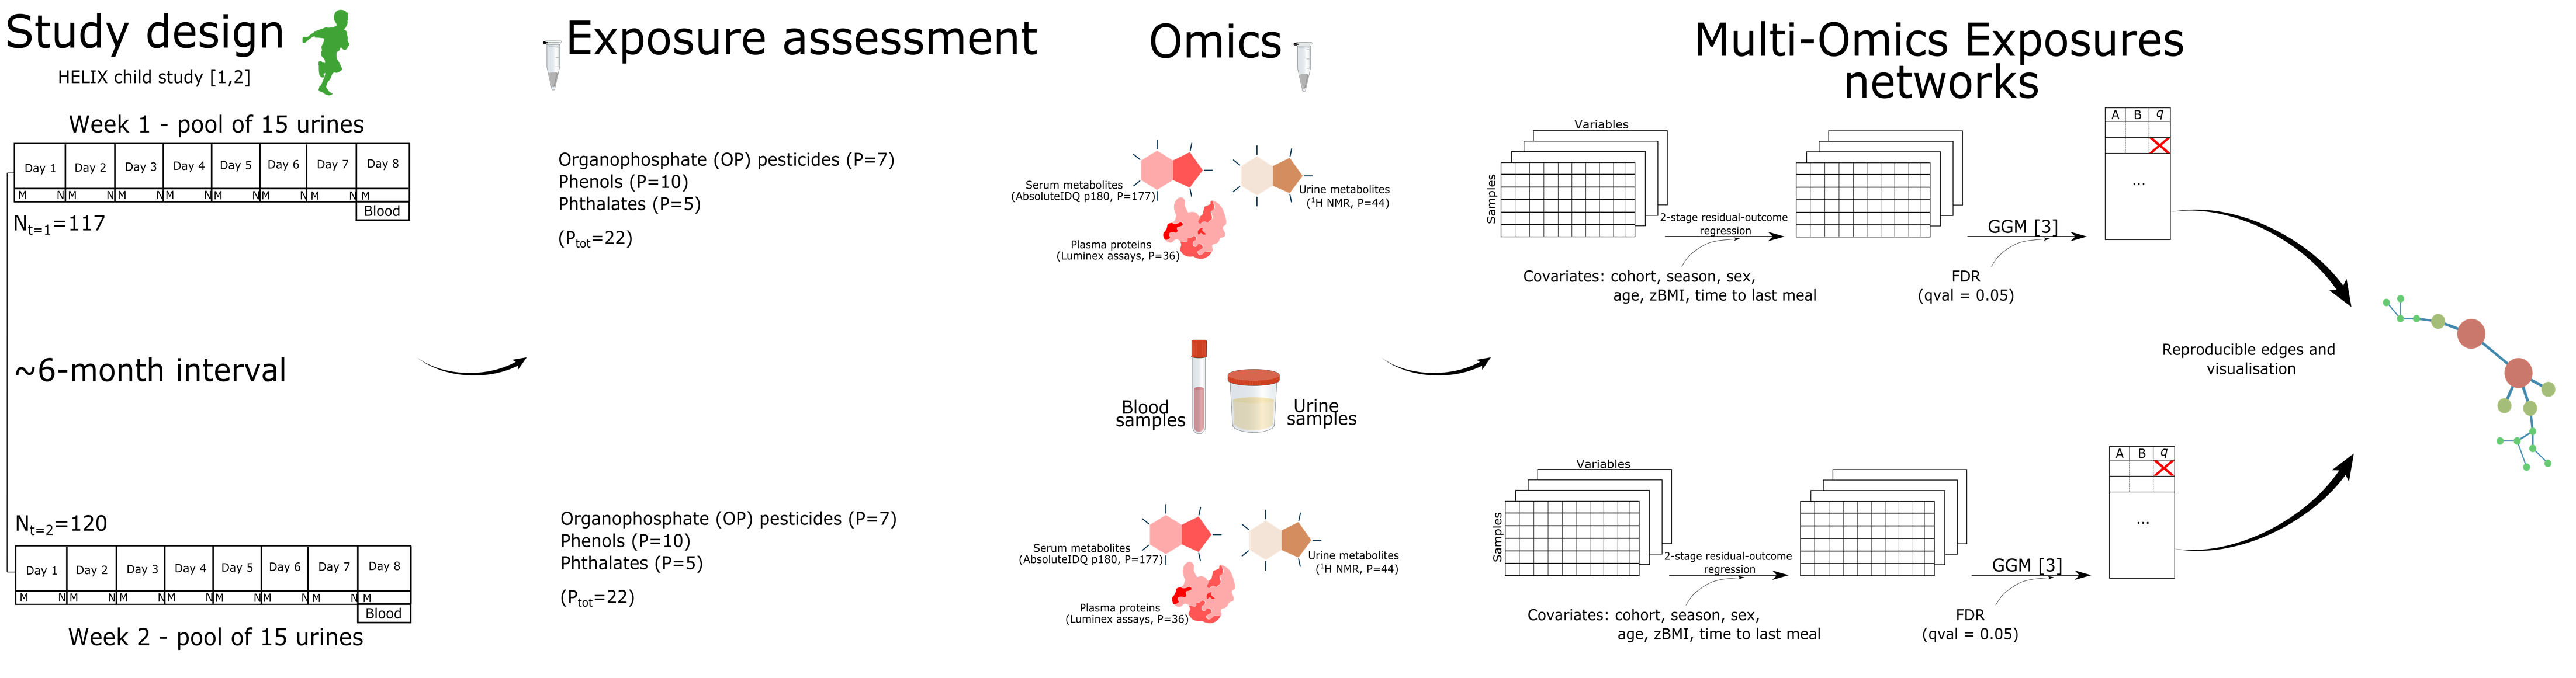 Study design
HELIX child study [1,2]
Week 1 - pool of 15 urines
Day 1 Day 2 Day 3 Day 4 Day 5 Day 6 Day 7 Day 8
M N M N M N M N M N M N M N M
Blood
Nt=1=117
~6-month interval
Nt=2=120
Day 1 Day 2 Day 3 Day 4 Day 5 Day 6 Day 7 Day 8
M N M N M N M N M N M N M N M
Blood
Week 2 - pool of 15 urines
Exposure assessment
Organophosphate (OP) pesticides (P=7)
Phenols (P=10)
Phthalates (P=5)
(Ptot=22)
Organophosphate (OP) pesticides (P=7)
Phenols (P=10)
Phthalates (P=5)
(Ptot=22)
Omics
Serum metabolites
(AbsoluteIDQ p180, P=177)
Urine metabolites
(1H NMR, P=44)
Plasma proteins
(Luminex assays, P=36)
Blood
samples
Urine
samples
Serum metabolites
(AbsoluteIDQ p180, P=177)
Urine metabolites
(1H NMR, P=44)
Plasma proteins
(Luminex assays, P=36)
Multi-Omics Exposures
networks
Variables
Samples
2-stage residual-outcome
regression
Covariates: cohort, season, sex,
age, zBMI, time to last meal
GGM [3]
FDR
(qval = 0.05)
A B q
...
Reproducible edges and
visualisation
Variables
Samples
2-stage residual-outcome
regression
Covariates: cohort, season, sex,
age, zBMI, time to last meal
GGM [3]
FDR
(qval = 0.05)
A B q
...